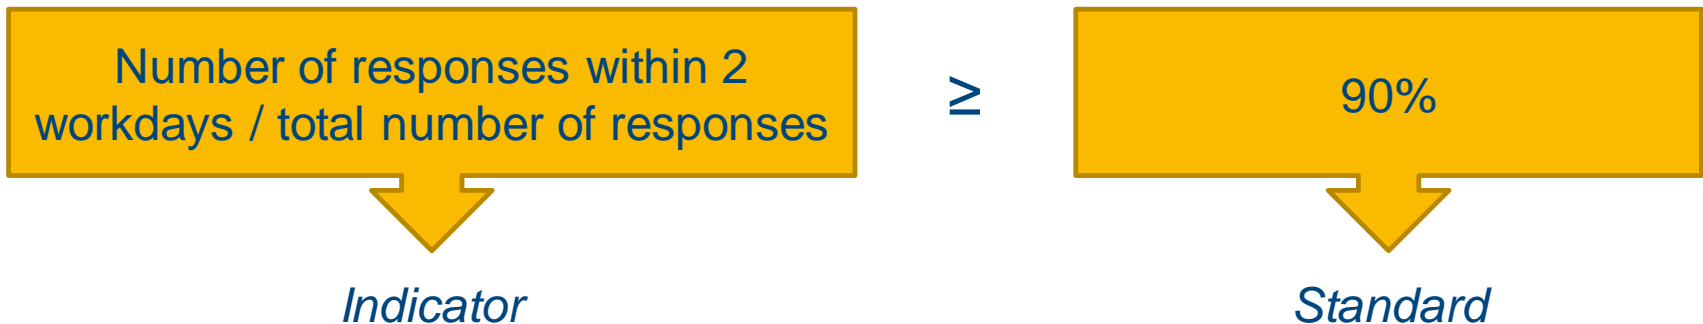 Number of responses within 2
workdays / total number of responses
≥
90%
Indicator
Standard